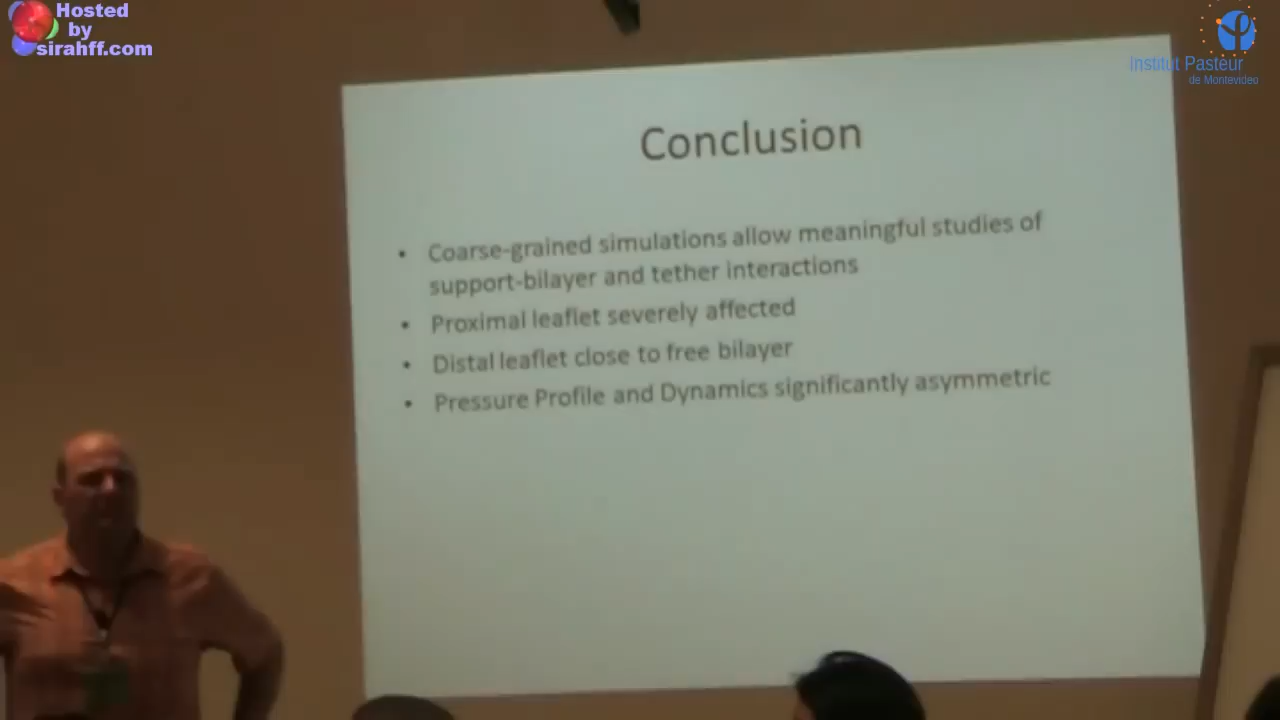 Hosted
by
sirahff.com
Institut Pasteur
de Montevideo
Conclusion
• Coarse-grained simulations allow meaningful studies of
support-bilayer and tether interactions
• Proximal leaflet severely affected
• Distal leaflet close to free bilayer
• Pressure Profile and Dynamics significantly asymmetric